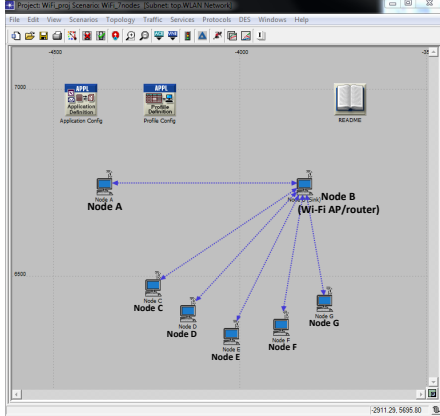 Project: WiFi_proj Scenario: WiFi_7nodes. [Subnet: top.WLAN Network]
File Edit View Scenarios Topology Traffic Services Protocols DES Windows Help
-4500 -4000 -35
7000
APPL
Application
Definition
Application Config
APPL
Profile
Definition
Profile Config
README
Node A
Node A
Node B
(Wi-Fi AP/router)
6500
Node C
Node C
Node D
Node D
Node E
Node E
Node F
Node F
Node G
Node G
-2911.29, 5695.80